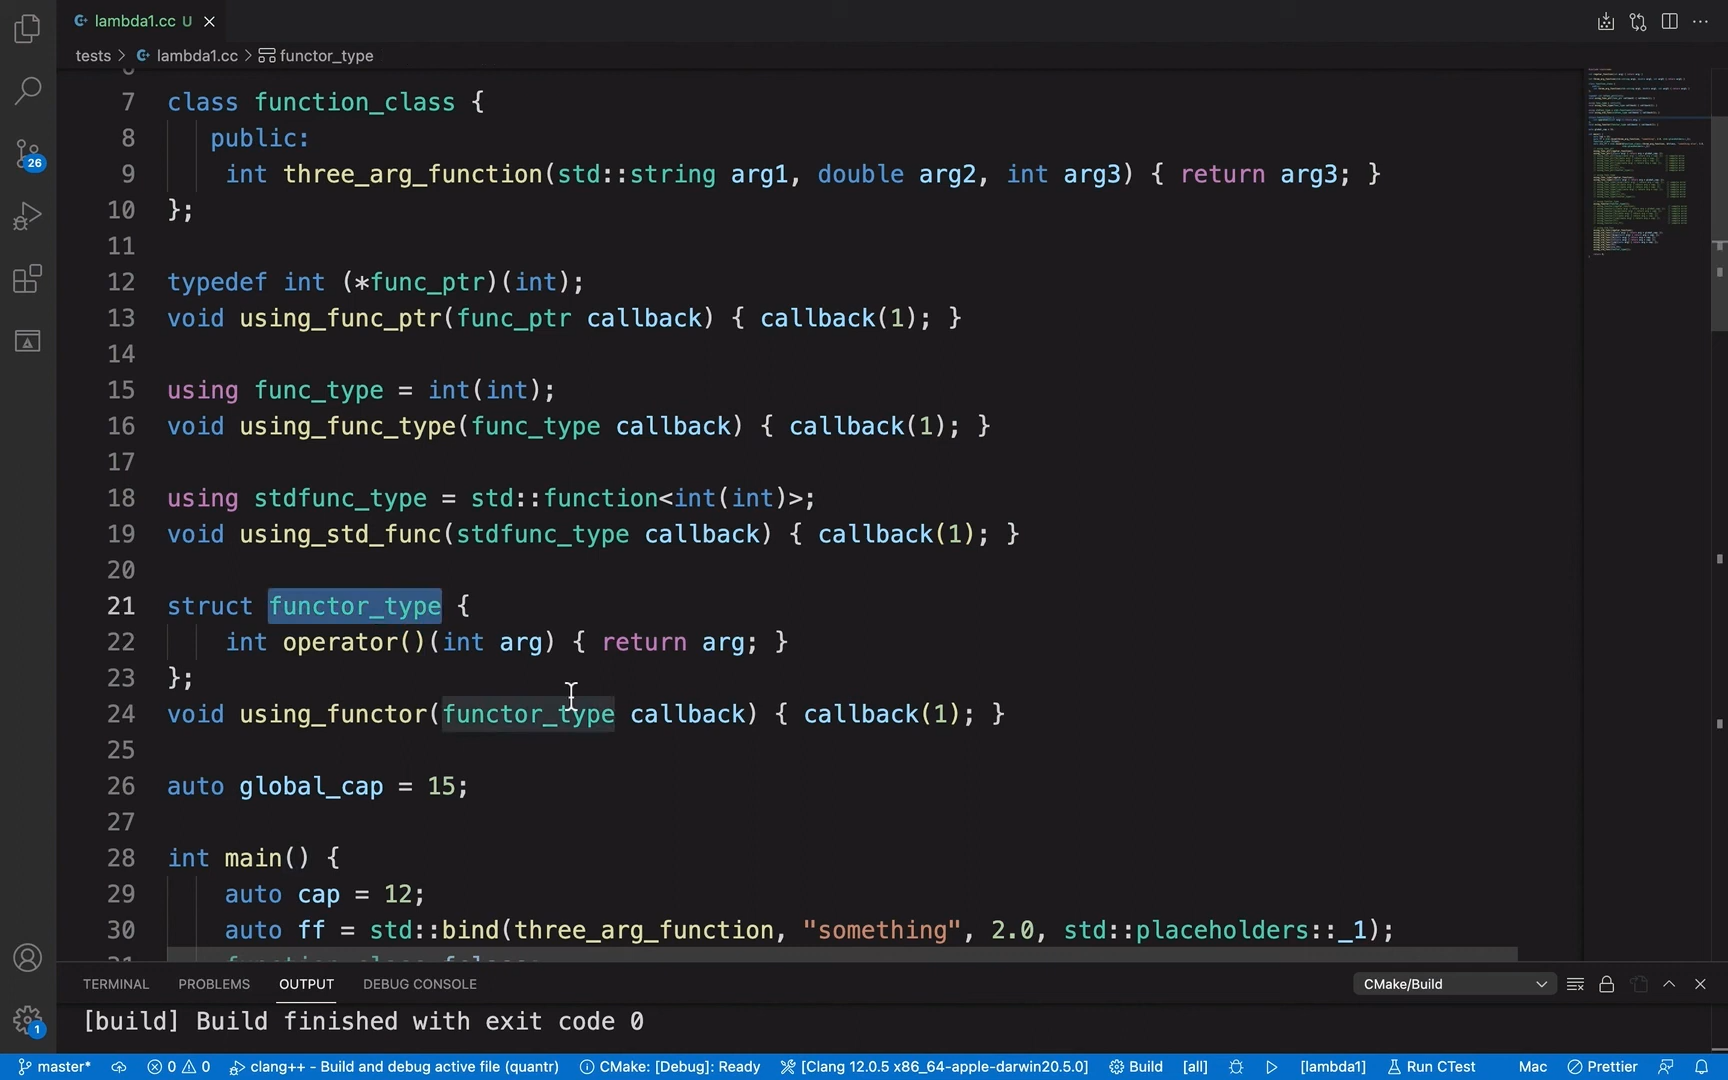 lambda1.cc U
tests > lambda1.cc > functor_type
7 class function_class {
8 public:
9 int three_arg_function(std::string arg1, double arg2, int arg3) { return arg3; }
10 };
11
12 typedef int (*func_ptr)(int);
13 void using_func_ptr(func_ptr callback) { callback(1); }
14
15 using func_type = int(int);
16 void using_func_type(func_type callback) { callback(1); }
17
18 using stdfunc_type = std::function<int(int)>;
19 void using_std_func(stdfunc_type callback) { callback(1); }
20
21 struct functor_type {
22 int operator()(int arg) { return arg; }
23 };
24 void using_functor(functor_type callback) { callback(1); }
25
26 auto global_cap = 15;
27
28 int main() {
29 auto cap = 12;
30 auto ff = std::bind(three_arg_function, "something", 2.0, std::placeholders::_1);
26
1
TERMINAL PROBLEMS OUTPUT DEBUG CONSOLE CMake/Build
[build] Build finished with exit code 0
master* 0 0 clang++ - Build and debug active file (quantr) CMake: [Debug]: Ready [Clang 12.0.5 x86_64-apple-darwin20.5.0] Build [all] [lambda1] Run CTest Mac Prettier